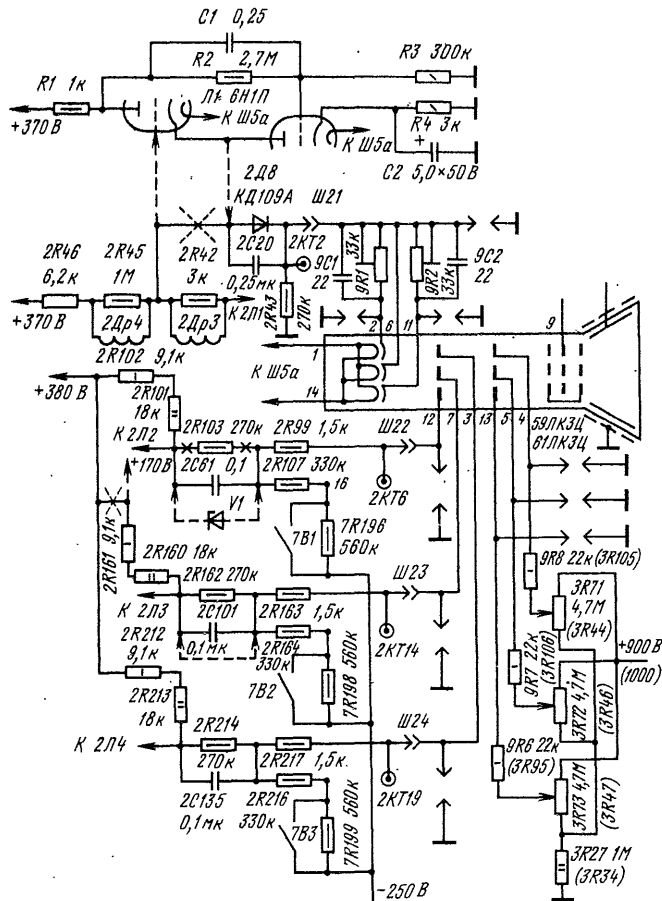 C1 0,25
R2 2,7М
R3 300к
R1 1к
Л1 6Н1П
К Ш5а
+370 В
К Ш5а
R4 3к
+
C2 5,0×50 В
2Д8
КД109А
Ш21
2R46
6,2к
2R45
1М
2R42
3к
2С20
0,25мк
2КТ2
9С1
22
33к
9R1
9R2
33к
9С2
22
2R43
270к
+370 В
2Др4
2Др3
К 2Л1
2 6 11
9
1
К Ш5а
14
2R102 9,1к
+380 В
2R101
18к
12 7 3 13 5 4
59ЛК3Ц
61ЛК3Ц
К 2Л2
2R103 270к
2R99 1,5к
Ш22
+170 В
2С61 0,1
2R107 330к
2КТ6
V1
16
7В1
7R196
560к
2R161 9,1к
2R160 18к
9R8 22к (3R105)
2R162 270к
Ш23
3R71
4,7М
(3R44)
К 2Л3
2С101
0,1мк
2R163 1,5к
+900 В
(1000)
2R212
9,1к
2R164
330к
2КТ14
9R7 22к
(3R106)
7В2
7R198 560к
3R72 4,7М
(3R46)
2R213
18к
Ш24
К 2Л4
2R214
270к
2R217 1,5к
9R6 22к
(3R95)
2С135
0,1мк
2R216
330к
2КТ19
7В3
7R199 560к
3R73 4,7М
(3R47)
3R27 1М
(3R34)
−250 В